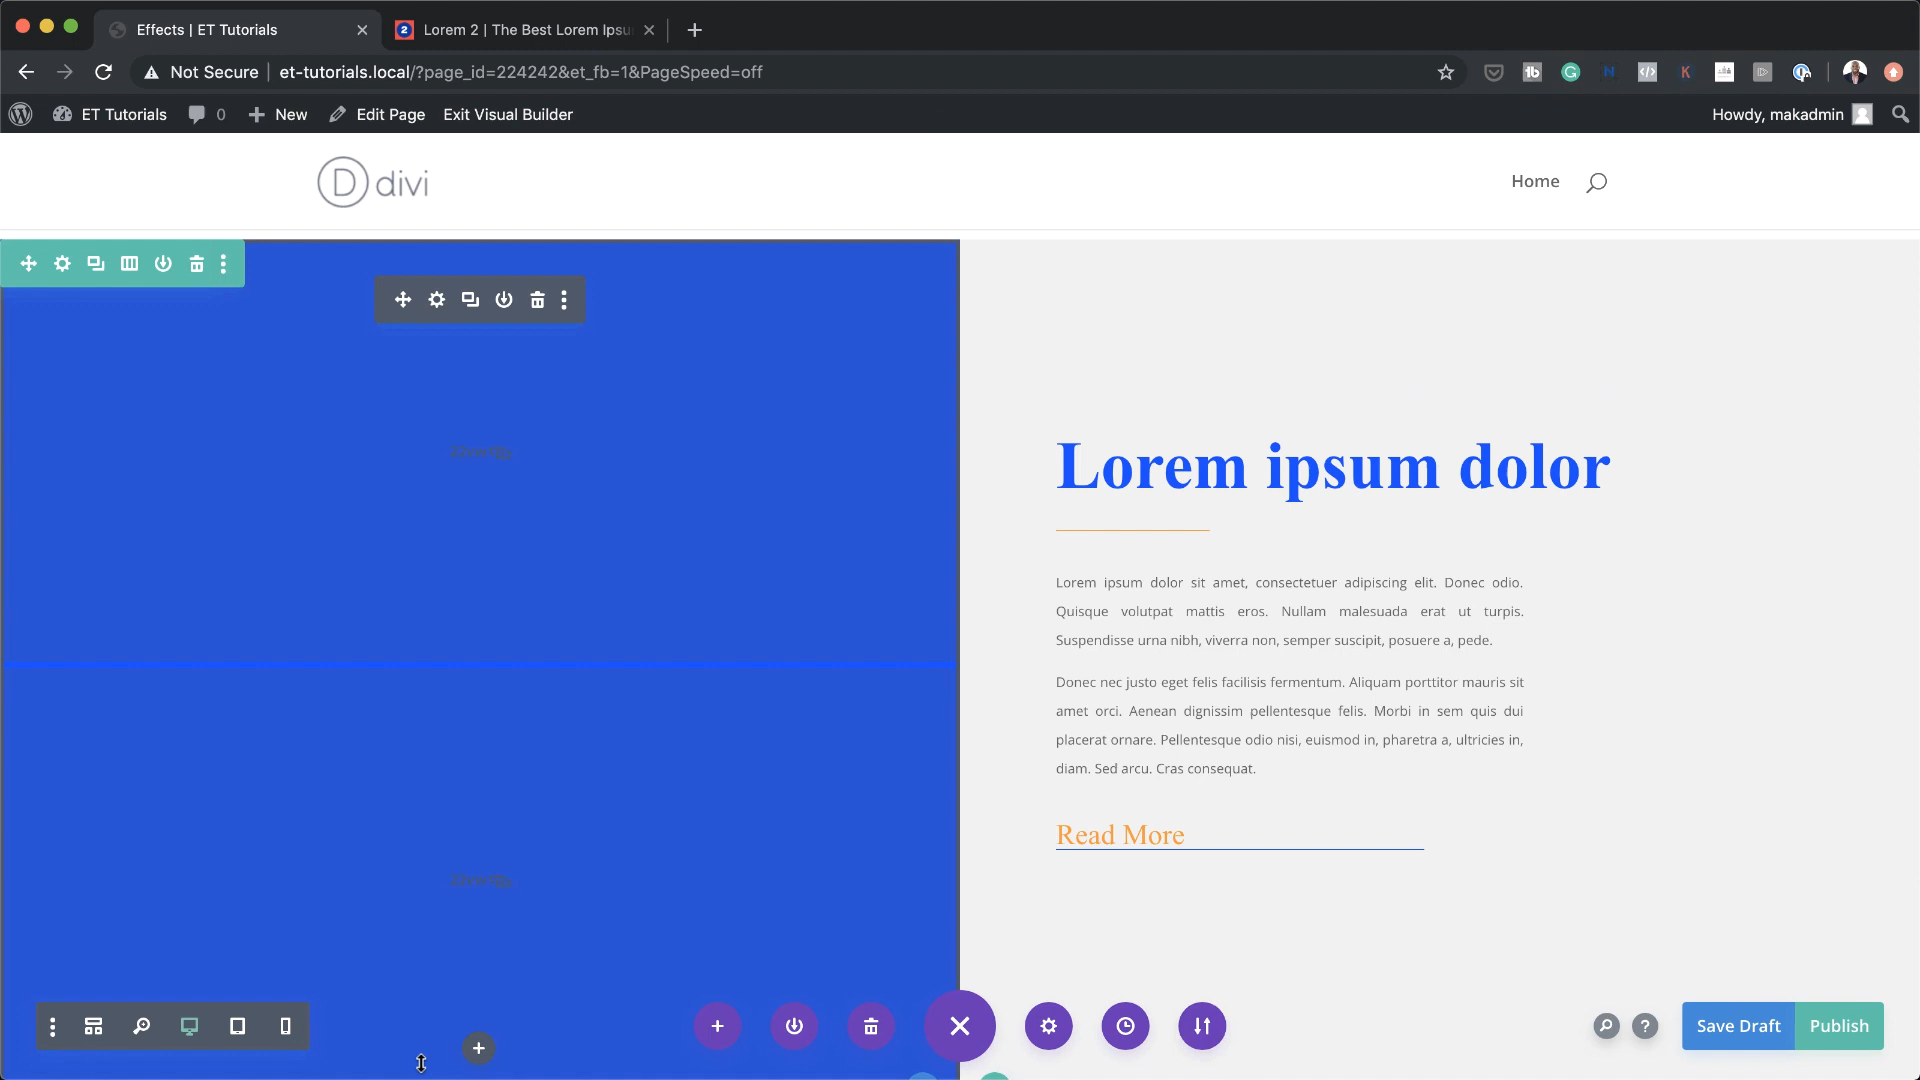 Effects | ET Tutorials
Lorem 2 | The Best Lorem Ipsu
Not Secure
et-tutorials.local/?page_id=224242&et_fb=1&PageSpeed=off
ET Tutorials
0
New
Edit Page
Exit Visual Builder
Howdy, makadmin
divi
Home
Lorem ipsum dolor
Lorem ipsum dolor sit amet, consectetuer adipiscing elit. Donec odio.
Quisque volutpat mattis eros. Nullam malesuada erat ut turpis.
Suspendisse urna nibh, viverra non, semper suscipit, posuere a, pede.
Donec nec justo eget felis facilisis fermentum. Aliquam porttitor mauris sit
amet orci. Aenean dignissim pellentesque felis. Morbi in sem quis dui
placerat ornare. Pellentesque odio nisi, euismod in, pharetra a, ultricies in,
diam. Sed arcu. Cras consequat.
Read More
Save Draft
Publish